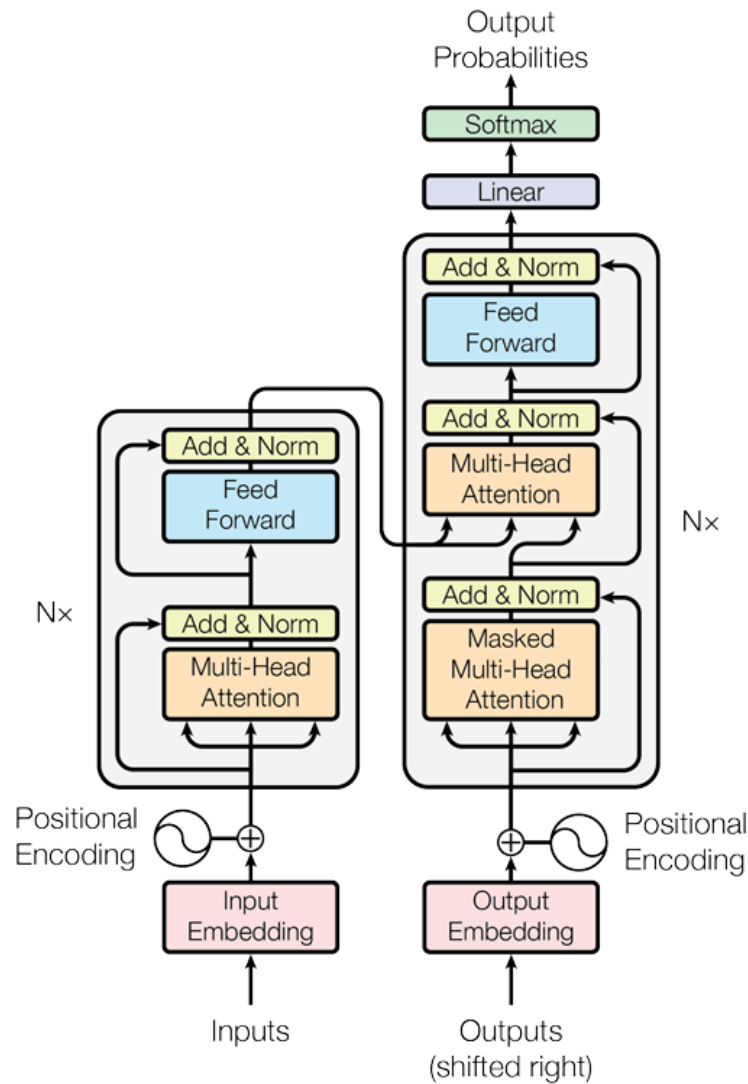 Output
Probabilities
Softmax
Linear
Add & Norm
Feed
Forward
Add & Norm
Multi-Head
Attention
Nx
Add & Norm
Masked
Multi-Head
Attention
Add & Norm
Feed
Forward
Nx
Add & Norm
Multi-Head
Attention
Positional
Encoding
Positional
Encoding
Input
Embedding
Output
Embedding
Inputs
Outputs
(shifted right)